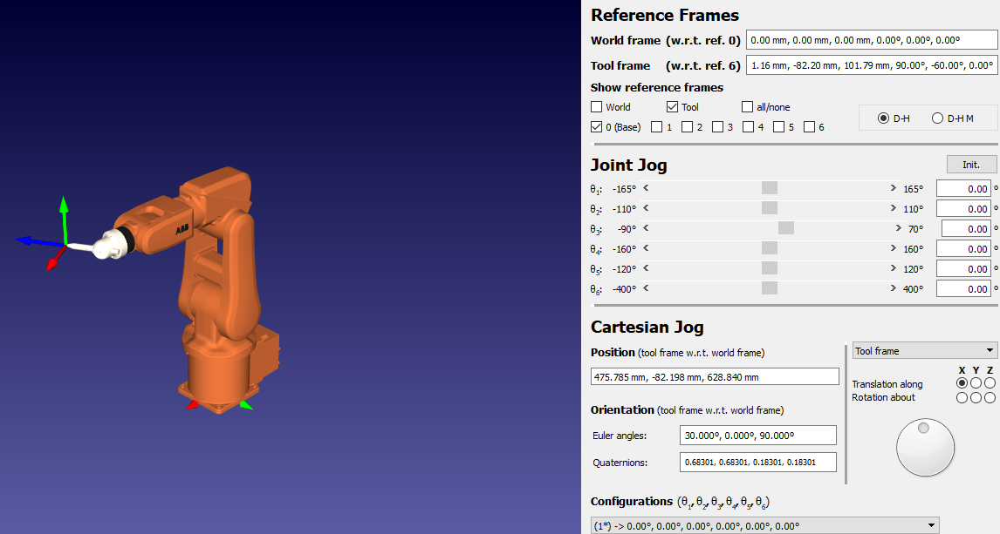 Reference Frames
World frame (w.r.t. ref. 0) 0.00 mm, 0.00 mm, 0.00 mm, 0.00°, 0.00°, 0.00°
Tool frame (w.r.t. ref. 6) 1.16 mm, -82.20 mm, 101.79 mm, 90.00°, -60.00°, 0.00°
Show reference frames
World Tool all/none
0 (Base) 1 2 3 4 5 6 D-H D-H M
Joint Jog Init.
θ1: -165° < > 165° 0.00 °
θ2: -110° < > 110° 0.00 °
θ3: -90° < > 70° 0.00 °
θ4: -160° < > 160° 0.00 °
θ5: -120° < > 120° 0.00 °
θ6: -400° < > 400° 0.00 °
ABB
Cartesian Jog
Position (tool frame w.r.t. world frame)
475.785 mm, -82.198 mm, 628.840 mm
Orientation (tool frame w.r.t. world frame)
Euler angles: 30.000°, 0.000°, 90.000°
Quaternions: 0.68301, 0.68301, 0.18301, 0.18301
Tool frame
X Y Z
Translation along
Rotation about
Configurations (θ1, θ2, θ3, θ4, θ5, θ6)
(1*) -> 0.00°, 0.00°, 0.00°, 0.00°, 0.00°, 0.00°